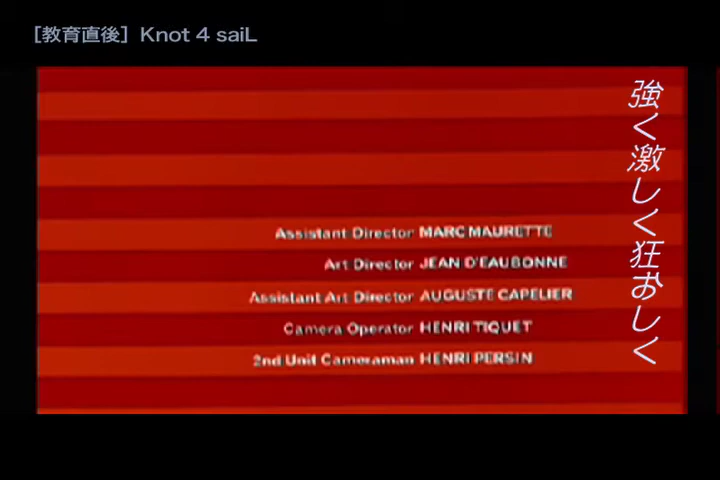 ［教育直後］Knot 4 saiL
強く激しく狂おしく
Assistant Director MARC MAURETTE
Art Director JEAN D'EAUBONNE
Assistant Art Director AUGUSTE CAPELIER
Camera Operator HENRI TIQUET
2nd Unit Cameraman HENRI PERSIN